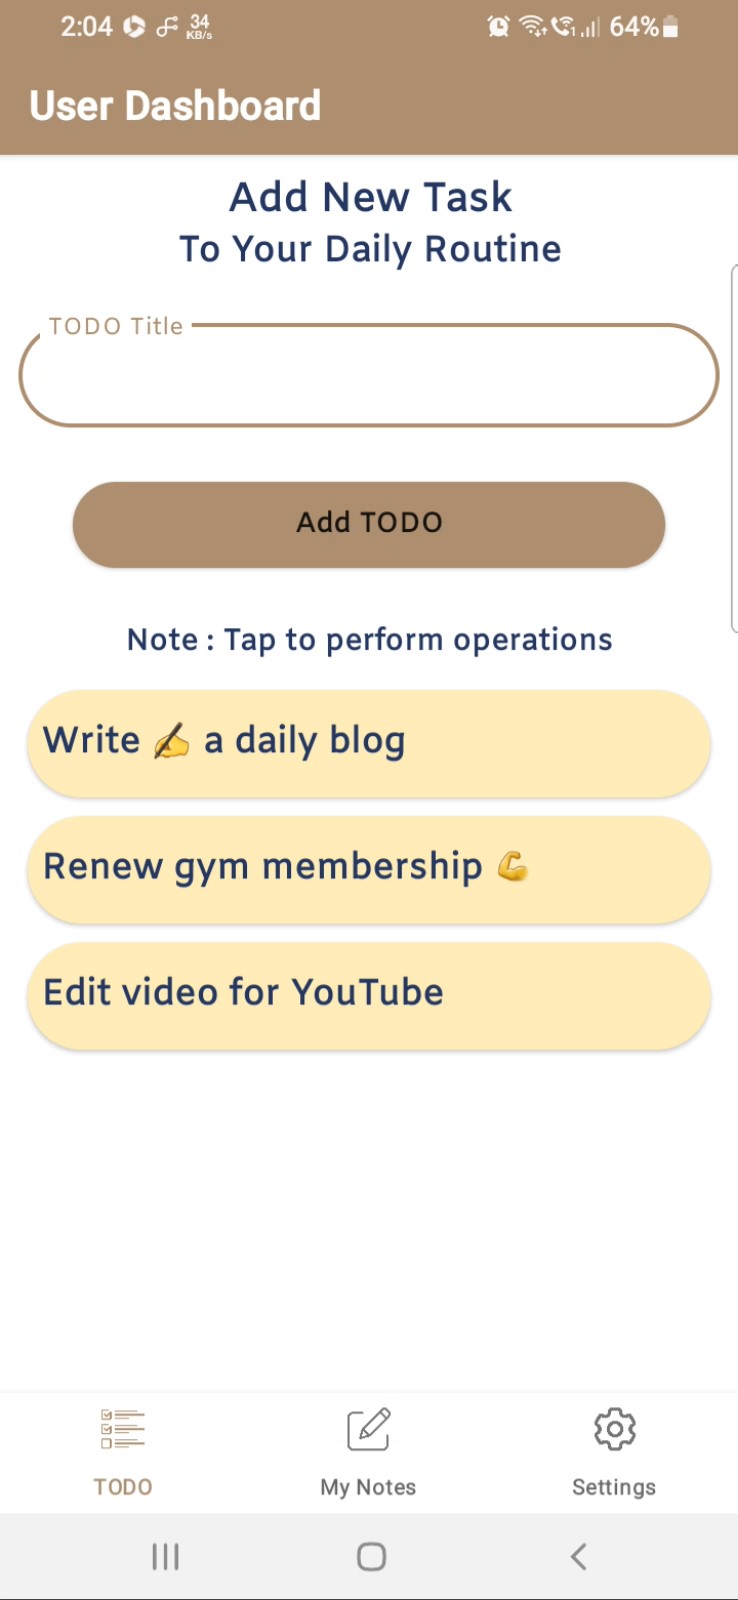 2:04 34 KB/s 64%
User Dashboard
Add New Task
To Your Daily Routine
TODO Title
Add TODO
Note : Tap to perform operations
Write ✍ a daily blog
Renew gym membership 💪
Edit video for YouTube
TODO My Notes Settings